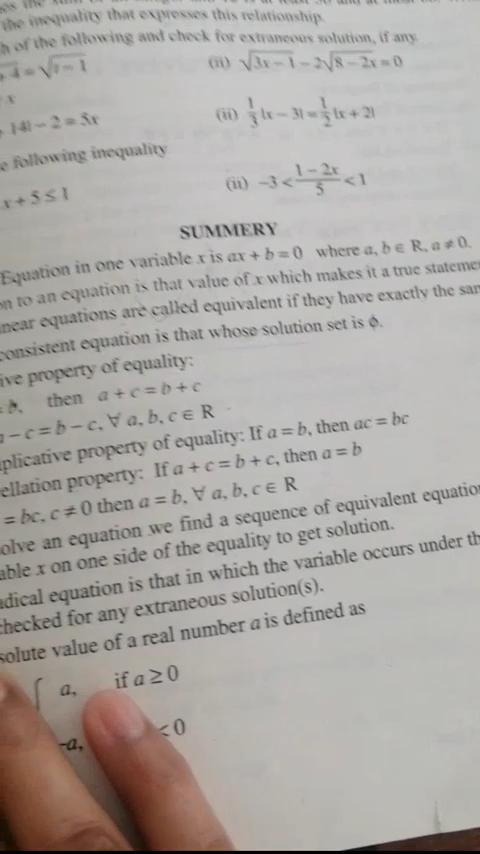 the inequality that expresses this relationship.
h of the following and check for extraneous solution, if any.
4 = √t − 1 (ii) √3x − 1 − 2√8 − 2x = 0
x
, 14| − 2 = 5x (ii) 1/3 |x − 3| = 1/2 |x + 2|
e following inequality
x + 5 ≤ 1 (ii) −3 < 1 − 2x/5 < 1
SUMMERY
Equation in one variable x is ax + b = 0 where a, b ∈ R, a ≠ 0.
on to an equation is that value of x which makes it a true stateme
near equations are called equivalent if they have exactly the sam
consistent equation is that whose solution set is ϕ.
ive property of equality:
= b, then a + c = b + c
a − c = b − c, ∀ a, b, c ∈ R
iplicative property of equality: If a = b, then ac = bc
ellation property: If a + c = b + c, then a = b
= bc, c ≠ 0 then a = b, ∀ a, b, c ∈ R
olve an equation we find a sequence of equivalent equatio
able x on one side of the equality to get solution.
adical equation is that in which the variable occurs under th
checked for any extraneous solution(s).
solute value of a real number a is defined as
a, if a ≥ 0
−a, < 0